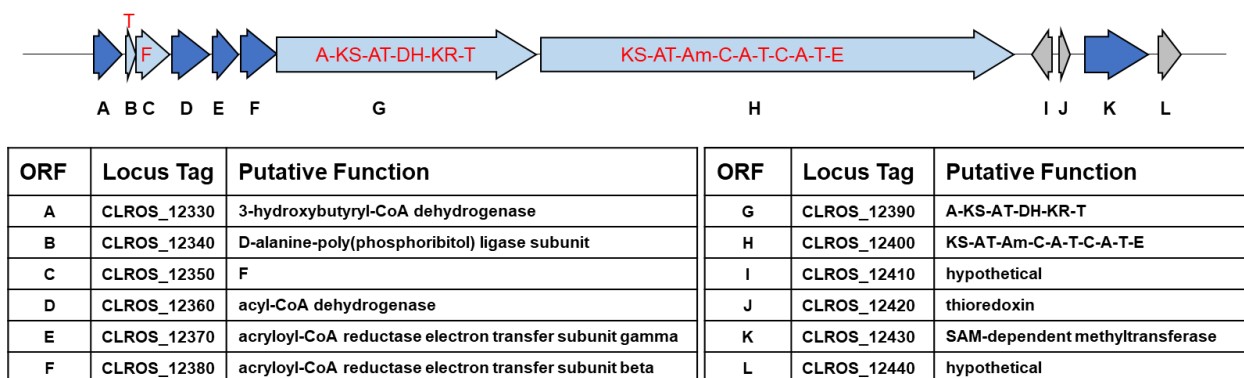 T
F
A-KS-AT-DH-KR-T
KS-AT-Am-C-A-T-C-A-T-E
A B C D E F G H I J K L
ORF Locus Tag Putative Function
A CLROS_12330 3-hydroxybutyryl-CoA dehydrogenase
B CLROS_12340 D-alanine-poly(phosphoribitol) ligase subunit
C CLROS_12350 F
D CLROS_12360 acyl-CoA dehydrogenase
E CLROS_12370 acryloyl-CoA reductase electron transfer subunit gamma
F CLROS_12380 acryloyl-CoA reductase electron transfer subunit beta
ORF Locus Tag Putative Function
G CLROS_12390 A-KS-AT-DH-KR-T
H CLROS_12400 KS-AT-Am-C-A-T-C-A-T-E
I CLROS_12410 hypothetical
J CLROS_12420 thioredoxin
K CLROS_12430 SAM-dependent methyltransferase
L CLROS_12440 hypothetical